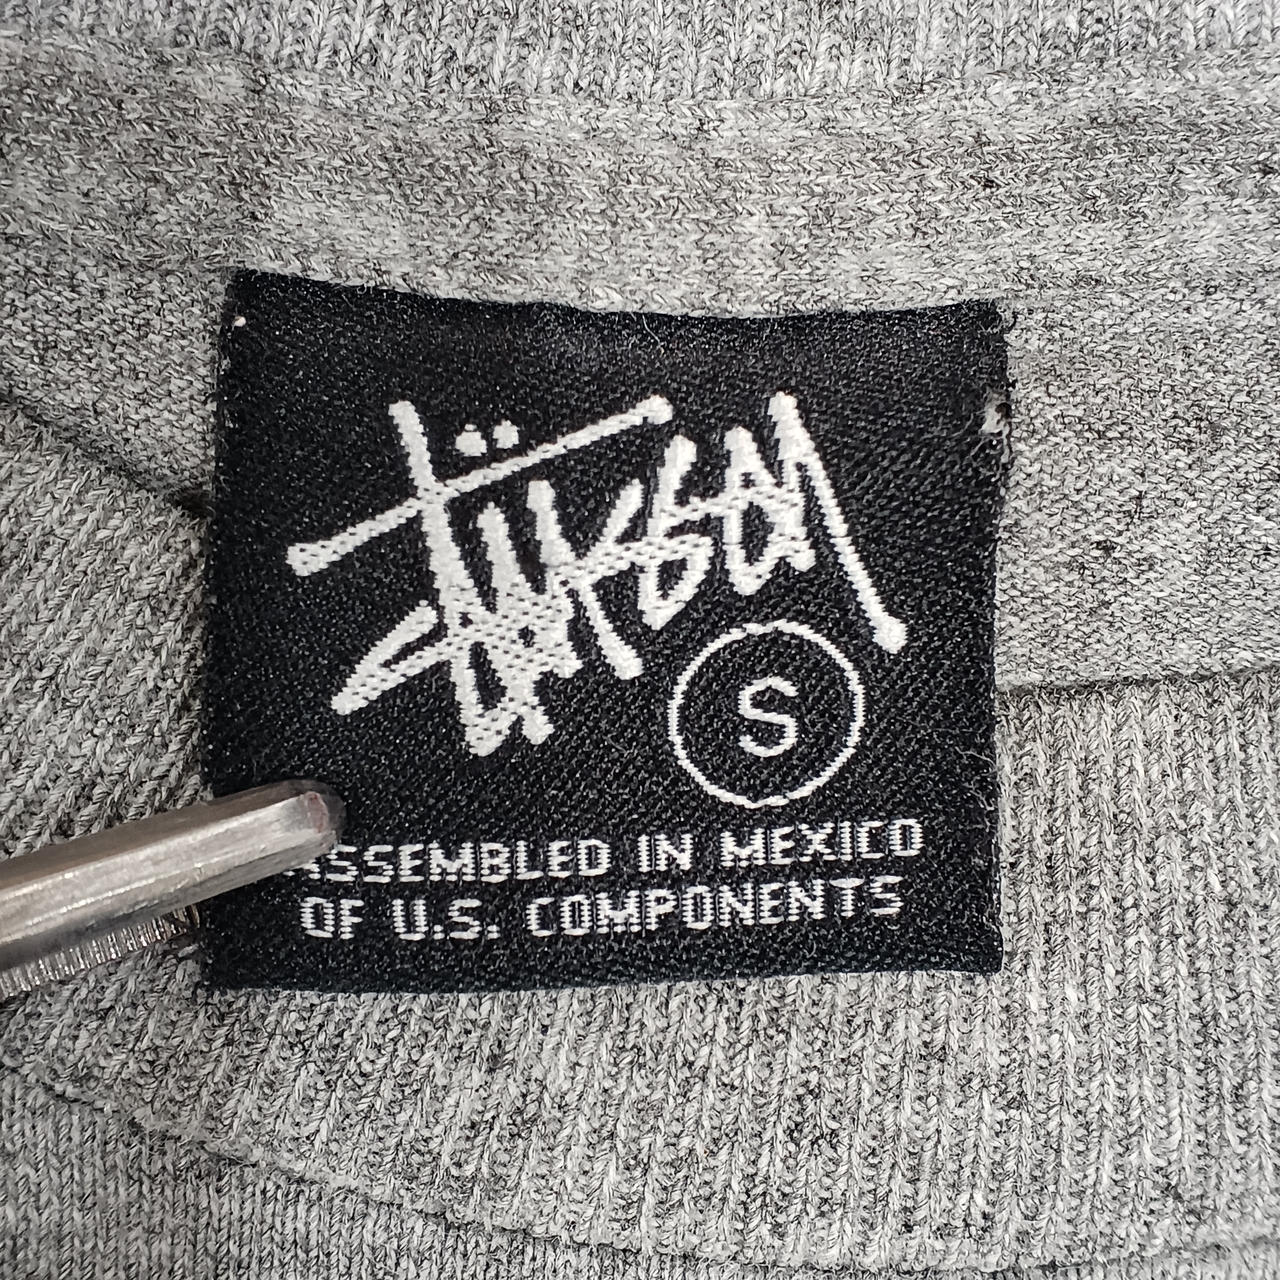 Stüssy
S
ASSEMBLED IN MEXICO
OF U.S. COMPONENTS